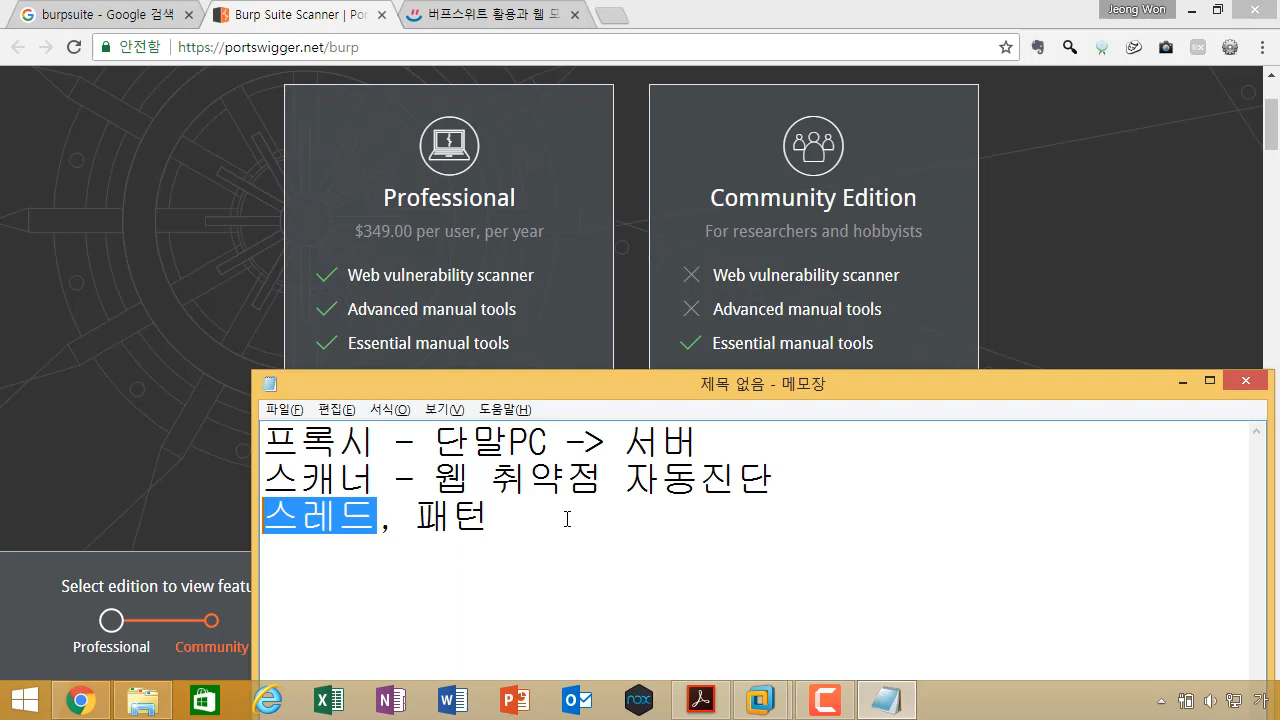 burpsuite - Google 검색
Burp Suite Scanner | Por
버프스위트 활용과 웹 모
Jeong Won
안전함
https://portswigger.net/burp
Professional
$349.00 per user, per year
Web vulnerability scanner
Advanced manual tools
Essential manual tools
Community Edition
For researchers and hobbyists
Web vulnerability scanner
Advanced manual tools
Essential manual tools
제목 없음 - 메모장
파일(F) 편집(E) 서식(O) 보기(V) 도움말(H)
프록시 - 단말PC -> 서버
스캐너 - 웹 취약점 자동진단
스레드, 패턴
Select edition to view featu
Professional
Community
nox
가